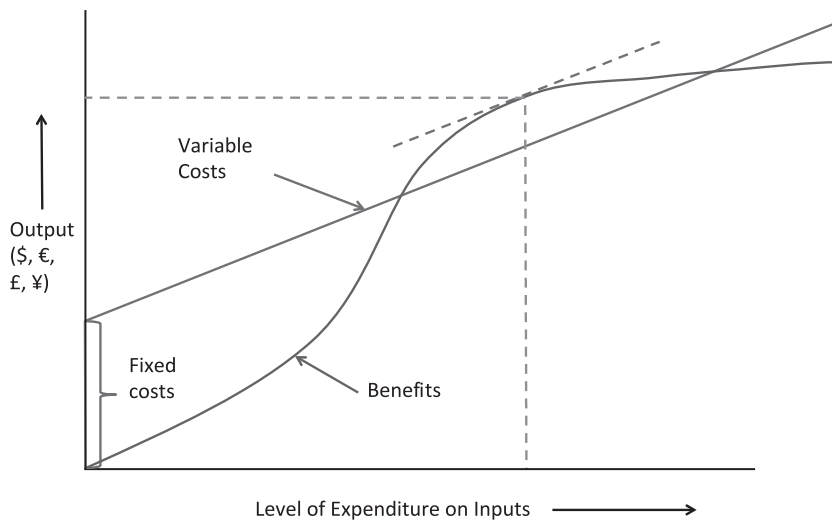 Variable
Costs
Output
($, €,
£, ¥)
Fixed
costs
Benefits
Level of Expenditure on Inputs